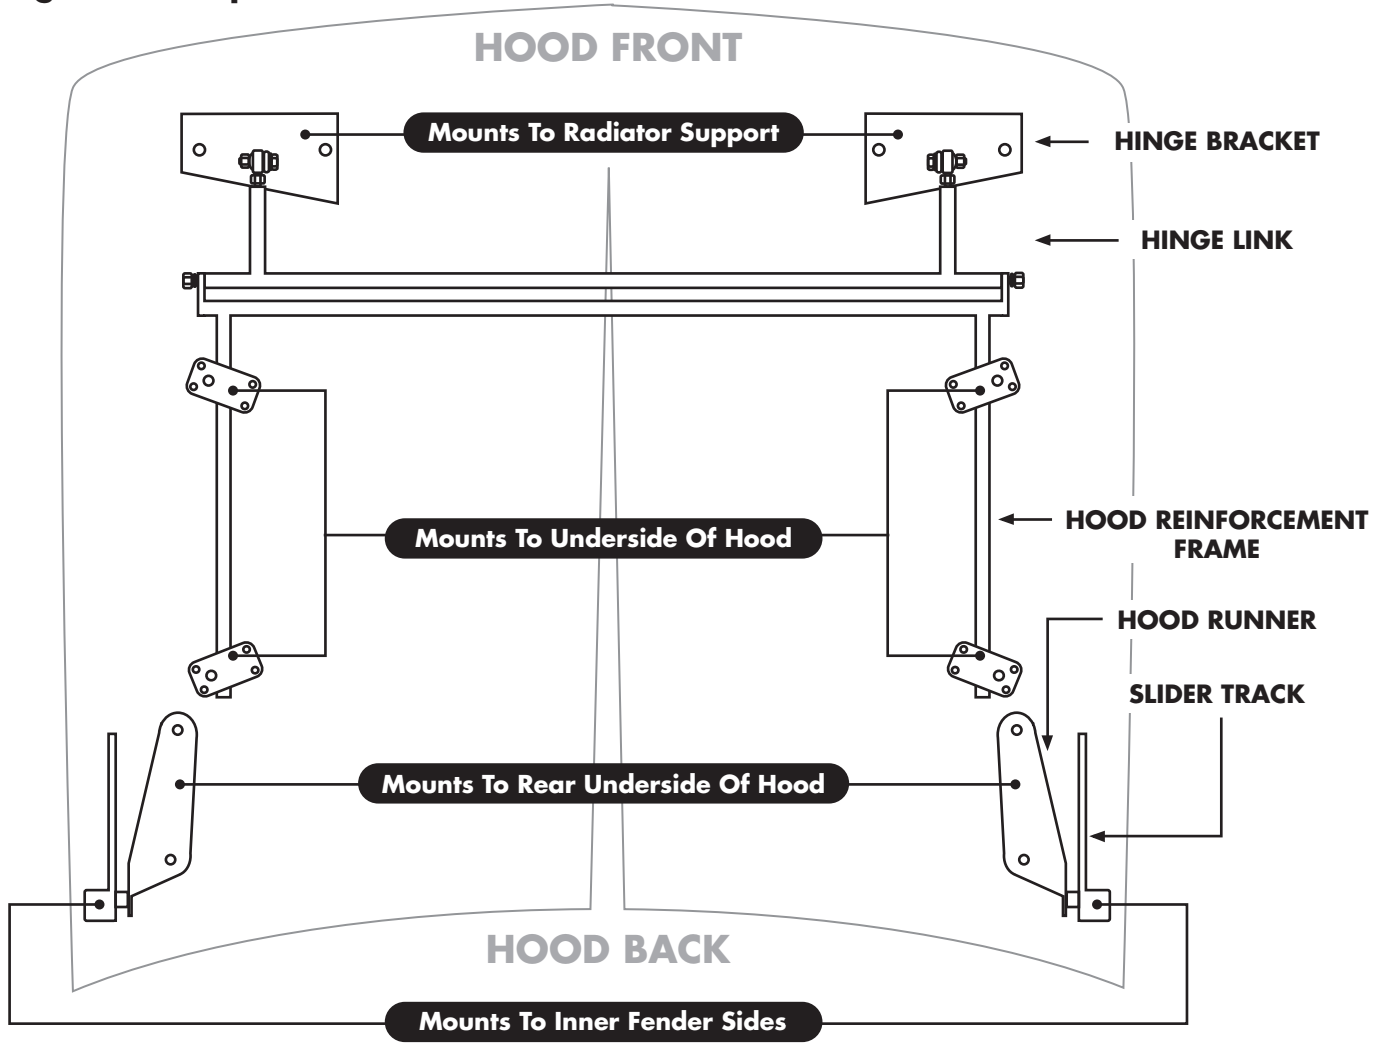 HOOD FRONT
Mounts To Radiator Support
HINGE BRACKET
HINGE LINK
Mounts To Underside Of Hood
HOOD REINFORCEMENT
FRAME
HOOD RUNNER
SLIDER TRACK
Mounts To Rear Underside Of Hood
HOOD BACK
Mounts To Inner Fender Sides